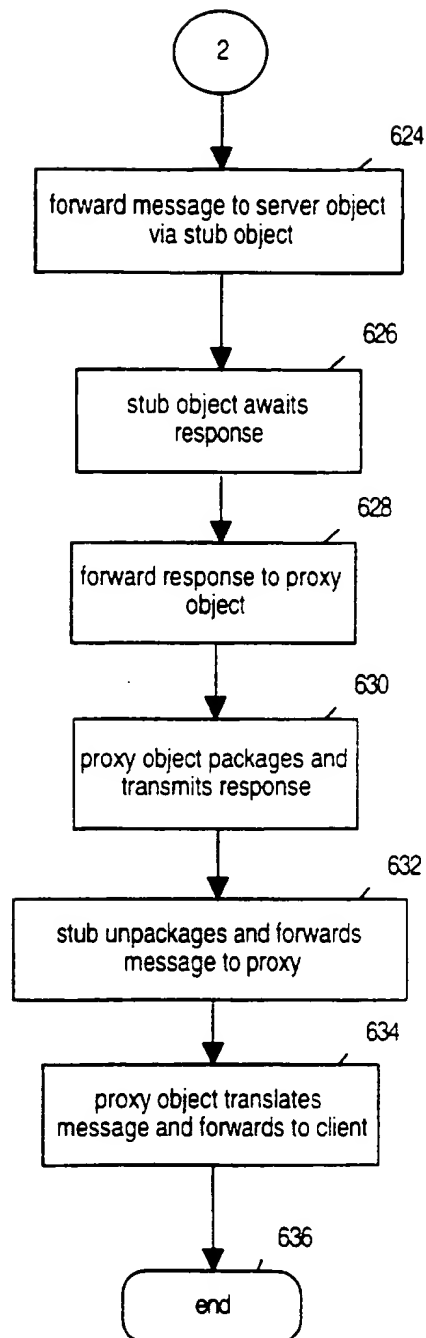 2
624
forward message to server object
via stub object
626
stub object awaits
response
628
forward response to proxy
object
630
proxy object packages and
transmits response
632
stub unpackages and forwards
message to proxy
634
proxy object translates
message and forwards to client
636
end